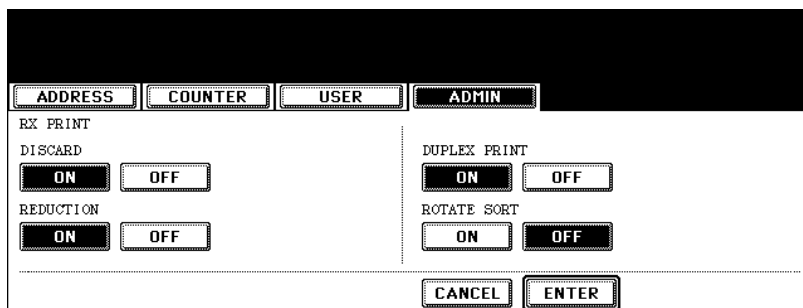 ADDRESS COUNTER USER ADMIN
RX PRINT
DISCARD
ON OFF
REDUCTION
ON OFF
DUPLEX PRINT
ON OFF
ROTATE SORT
ON OFF
CANCEL ENTER